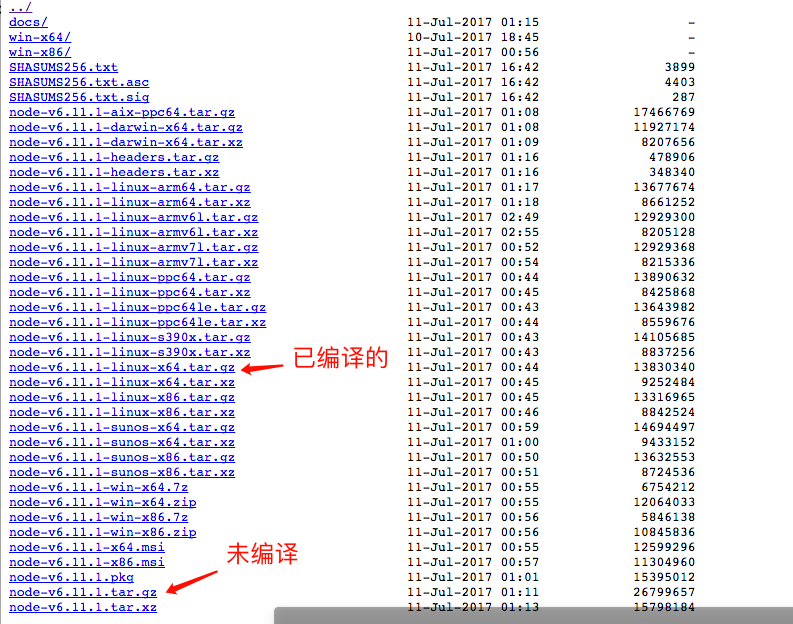 ../
docs/ 11-Jul-2017 01:15 -
win-x64/ 10-Jul-2017 18:45 -
win-x86/ 11-Jul-2017 00:56 -
SHASUMS256.txt 11-Jul-2017 16:42 3899
SHASUMS256.txt.asc 11-Jul-2017 16:42 4403
SHASUMS256.txt.sig 11-Jul-2017 16:42 287
node-v6.11.1-aix-ppc64.tar.gz 11-Jul-2017 01:08 17466769
node-v6.11.1-darwin-x64.tar.gz 11-Jul-2017 01:08 11927174
node-v6.11.1-darwin-x64.tar.xz 11-Jul-2017 01:09 8207656
node-v6.11.1-headers.tar.gz 11-Jul-2017 01:16 478906
node-v6.11.1-headers.tar.xz 11-Jul-2017 01:16 348340
node-v6.11.1-linux-arm64.tar.gz 11-Jul-2017 01:17 13677674
node-v6.11.1-linux-arm64.tar.xz 11-Jul-2017 01:18 8661252
node-v6.11.1-linux-armv6l.tar.gz 11-Jul-2017 02:49 12929300
node-v6.11.1-linux-armv6l.tar.xz 11-Jul-2017 02:55 8205128
node-v6.11.1-linux-armv7l.tar.gz 11-Jul-2017 00:52 12929368
node-v6.11.1-linux-armv7l.tar.xz 11-Jul-2017 00:54 8215336
node-v6.11.1-linux-ppc64.tar.gz 11-Jul-2017 00:44 13890632
node-v6.11.1-linux-ppc64.tar.xz 11-Jul-2017 00:45 8425868
node-v6.11.1-linux-ppc64le.tar.gz 11-Jul-2017 00:43 13643982
node-v6.11.1-linux-ppc64le.tar.xz 11-Jul-2017 00:44 8559676
node-v6.11.1-linux-s390x.tar.gz 11-Jul-2017 00:43 14105685
node-v6.11.1-linux-s390x.tar.xz 11-Jul-2017 00:43 8837256
node-v6.11.1-linux-x64.tar.gz 已编译的 11-Jul-2017 00:44 13830340
node-v6.11.1-linux-x64.tar.xz 11-Jul-2017 00:45 9252484
node-v6.11.1-linux-x86.tar.gz 11-Jul-2017 00:45 13316965
node-v6.11.1-linux-x86.tar.xz 11-Jul-2017 00:46 8842524
node-v6.11.1-sunos-x64.tar.gz 11-Jul-2017 00:59 14694497
node-v6.11.1-sunos-x64.tar.xz 11-Jul-2017 01:00 9433152
node-v6.11.1-sunos-x86.tar.gz 11-Jul-2017 00:50 13632553
node-v6.11.1-sunos-x86.tar.xz 11-Jul-2017 00:51 8724536
node-v6.11.1-win-x64.7z 11-Jul-2017 00:55 6754212
node-v6.11.1-win-x64.zip 11-Jul-2017 00:55 12064033
node-v6.11.1-win-x86.7z 11-Jul-2017 00:56 5846138
node-v6.11.1-win-x86.zip 11-Jul-2017 00:56 10845836
node-v6.11.1-x64.msi 未编译 11-Jul-2017 00:55 12599296
node-v6.11.1-x86.msi 11-Jul-2017 00:57 11304960
node-v6.11.1.pkg 11-Jul-2017 01:01 15395012
node-v6.11.1.tar.gz 11-Jul-2017 01:11 26799657
node-v6.11.1.tar.xz 11-Jul-2017 01:13 15798184